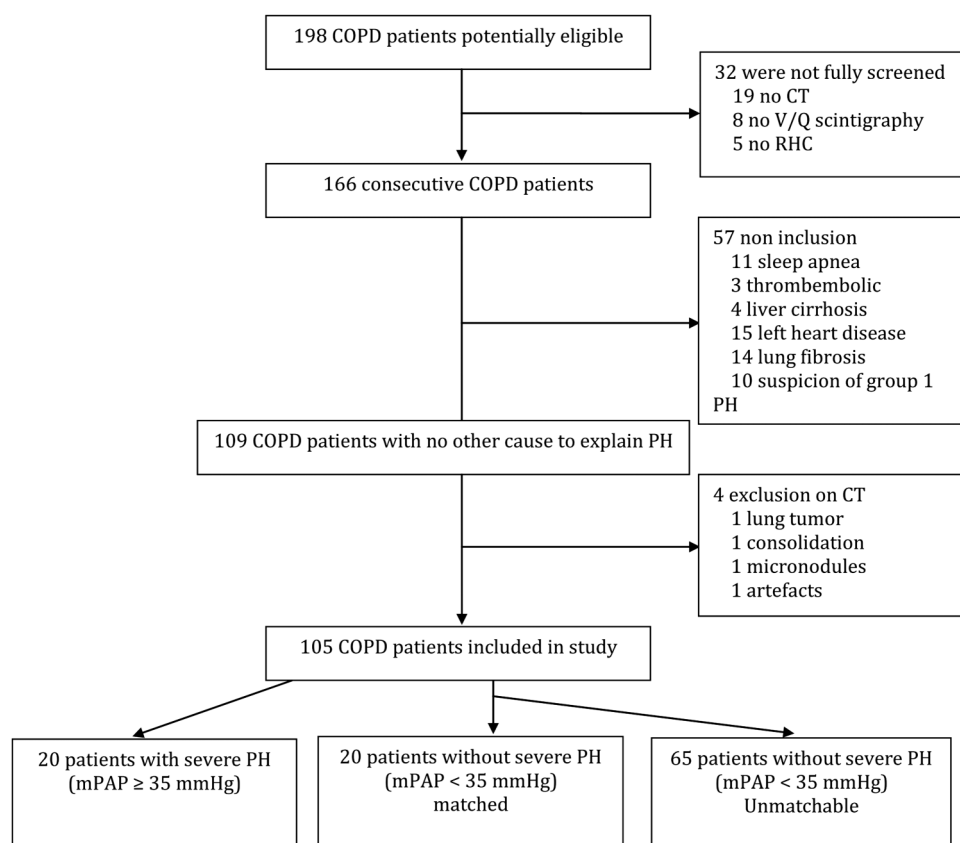 198 COPD patients potentially eligible
32 were not fully screened
19 no CT
8 no V/Q scintigraphy
5 no RHC
166 consecutive COPD patients
57 non inclusion
11 sleep apnea
3 thrombembolic
4 liver cirrhosis
15 left heart disease
14 lung fibrosis
10 suspicion of group 1
PH
109 COPD patients with no other cause to explain PH
4 exclusion on CT
1 lung tumor
1 consolidation
1 micronodules
1 artefacts
105 COPD patients included in study
20 patients with severe PH
(mPAP ≥ 35 mmHg)
20 patients without severe PH
(mPAP < 35 mmHg)
matched
65 patients without severe PH
(mPAP < 35 mmHg)
Unmatchable